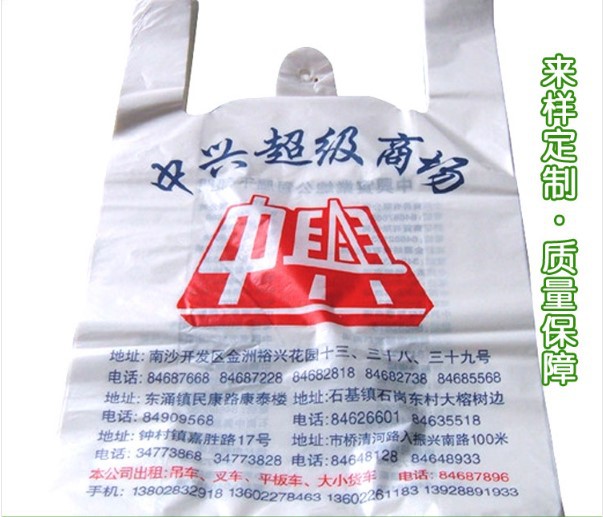 中兴超级商场
中興
地址: 南沙开发区金洲裕兴花园十三、三十八、三十九号
电话: 84687668 84687228 84682818 84682738 84685568
地址: 东涌镇民康路康泰楼 地址: 石基镇石岗东村大榕树边
电话: 84909568 电话: 84626601 84635518
地址: 钟村镇嘉胜路17号 地址: 市桥清河路入振兴南路100米
电话: 34773868 34773828 电话: 84648128 84648933
本公司出租: 吊车、叉车、平板车、大小货车 电话: 84687896
手机: 13802832918 13602278463 13602261183 13928891933
来样定制·质量保障